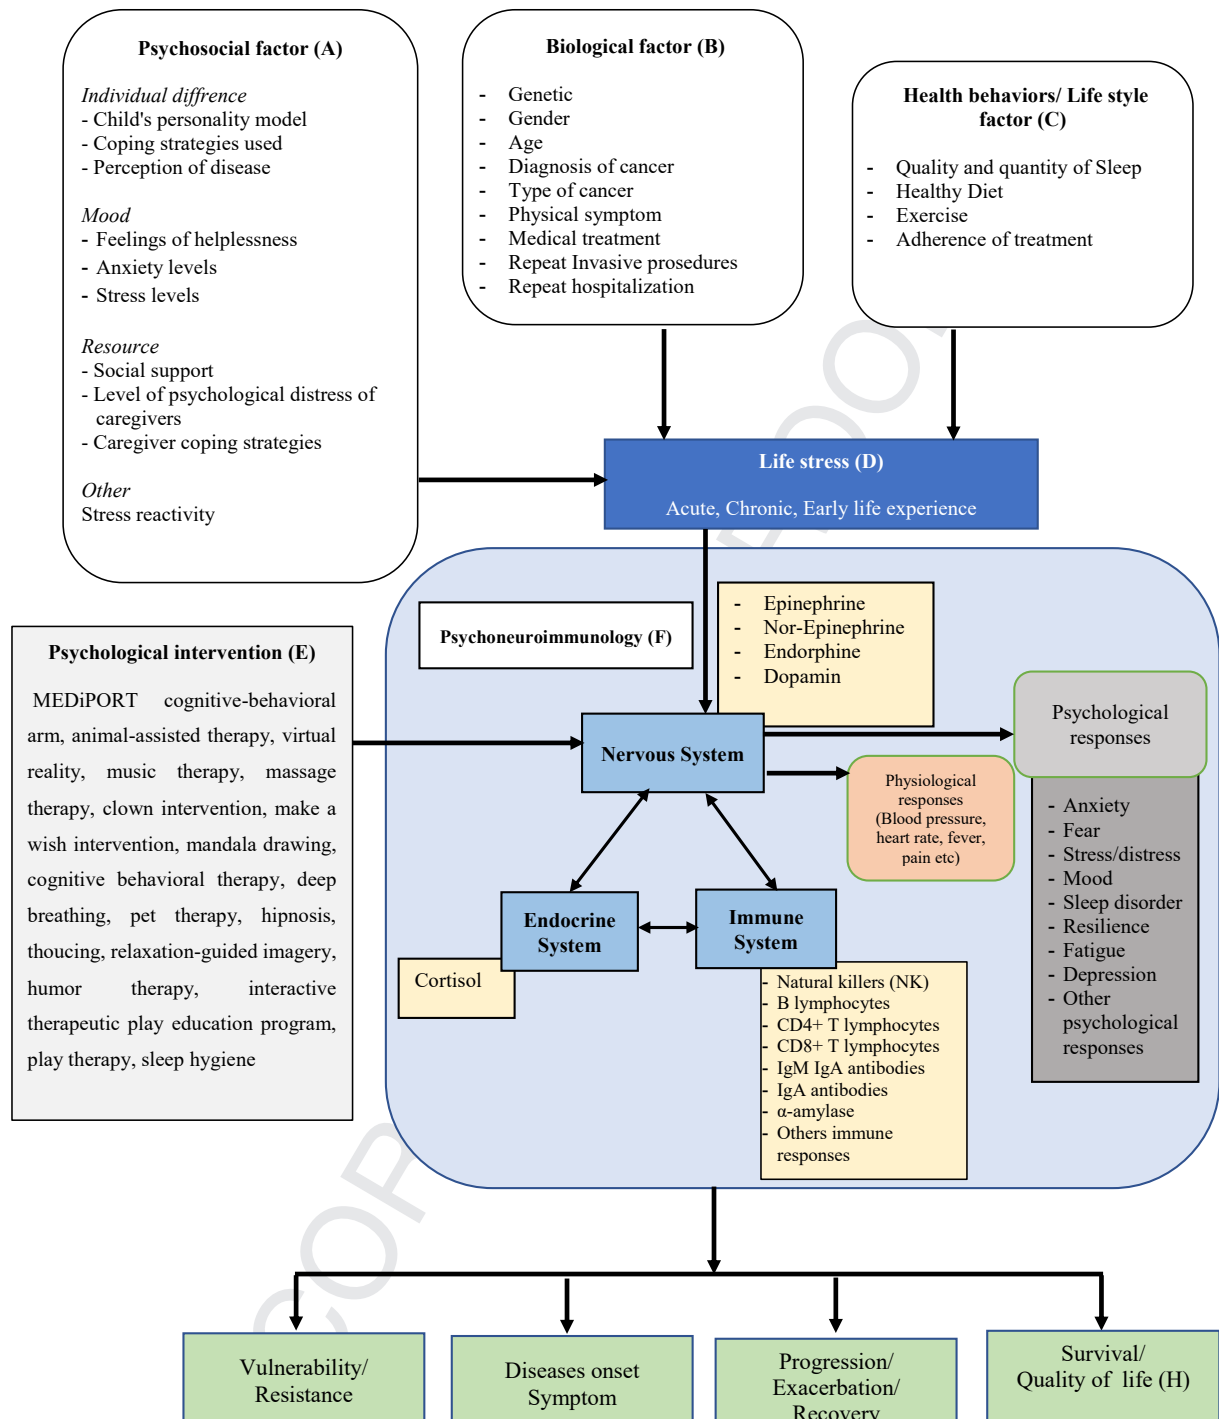 Psychosocial factor (A)
Individual diffrence
- Child's personality model
- Coping strategies used
- Perception of disease
Mood
- Feelings of helplessness
- Anxiety levels
- Stress levels
Resource
- Social support
- Level of psychological distress of
caregivers
- Caregiver coping strategies
Other
Stress reactivity
Biological factor (B)
- Genetic
- Gender
- Age
- Diagnosis of cancer
- Type of cancer
- Physical symptom
- Medical treatment
- Repeat Invasive prosedures
- Repeat hospitalization
Health behaviors/ Life style
factor (C)
- Quality and quantity of Sleep
- Healthy Diet
- Exercise
- Adherence of treatment
Life stress (D)
Acute, Chronic, Early life experience
Psychological intervention (E)
MEDiPORT cognitive-behavioral
arm, animal-assisted therapy, virtual
reality, music therapy, massage
therapy, clown intervention, make a
wish intervention, mandala drawing,
cognitive behavioral therapy, deep
breathing, pet therapy, hipnosis,
thoucing, relaxation-guided imagery,
humor therapy, interactive
therapeutic play education program,
play therapy, sleep hygiene
Psychoneuroimmunology (F)
- Epinephrine
- Nor-Epinephrine
- Endorphine
- Dopamin
Nervous System
Physiological
responses
(Blood pressure,
heart rate, fever,
pain etc)
Psychological
responses
- Anxiety
- Fear
- Stress/distress
- Mood
- Sleep disorder
- Resilience
- Fatigue
- Depression
- Other
psychological
responses
Endocrine
System
Cortisol
Immune
System
- Natural killers (NK)
- B lymphocytes
- CD4+ T lymphocytes
- CD8+ T lymphocytes
- IgM IgA antibodies
- IgA antibodies
- α-amylase
- Others immune
responses
Vulnerability/
Resistance
Diseases onset
Symptom
Progression/
Exacerbation/
Recovery
Survival/
Quality of life (H)